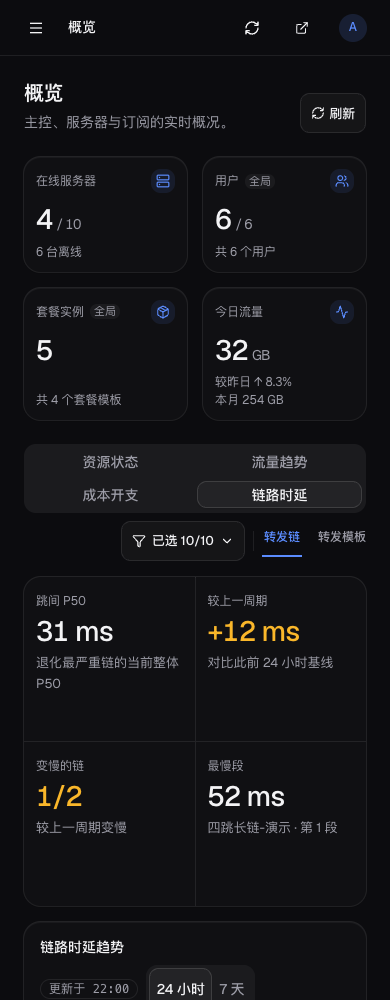 概览
A
概览
主控、服务器与订阅的实时概况。
刷新
在线服务器
4 / 10
6 台离线
用户 全局
6 / 6
共 6 个用户
套餐实例 全局
5
共 4 个套餐模板
今日流量
32 GB
较昨日 ↑ 8.3%
本月 254 GB
资源状态
流量趋势
成本开支
链路时延
已选 10/10
转发链
转发模板
跳间 P50
31 ms
退化最严重链的当前整体
P50
较上一周期
+12 ms
对比此前 24 小时基线
变慢的链
1/2
较上一周期变慢
最慢段
52 ms
四跳长链-演示 · 第 1 段
链路时延趋势
更新于 22:00
24 小时
7 天